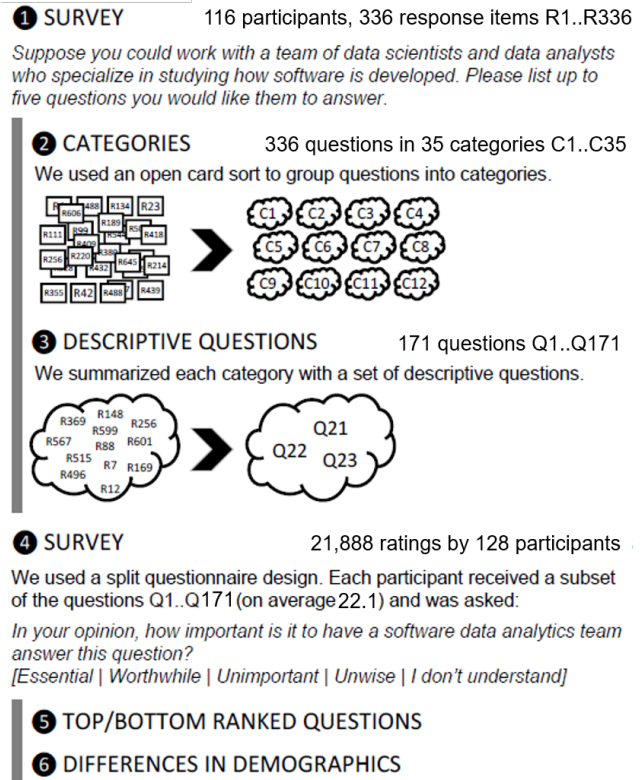 1 SURVEY 116 participants, 336 response items R1..R336
Suppose you could work with a team of data scientists and data analysts
who specialize in studying how software is developed. Please list up to
five questions you would like them to answer.
2 CATEGORIES 336 questions in 35 categories C1..C35
We used an open card sort to group questions into categories.
R606 488 R134 R23
R189
R111 R99 R544 R50 R418
R409 R380
R256 R220 R432 R645 R214
R355 R42 R488 R439
C1 C2 C3 C4
C5 C6 C7 C8
C9 C10 C11 C12
3 DESCRIPTIVE QUESTIONS 171 questions Q1..Q171
We summarized each category with a set of descriptive questions.
R369 R148 R256
R599
R567 R88 R601
R515 R7 R169
R496
R12
Q21
Q22 Q23
4 SURVEY 21,888 ratings by 128 participants
We used a split questionnaire design. Each participant received a subset
of the questions Q1..Q171 (on average 22.1) and was asked:
In your opinion, how important is it to have a software data analytics team
answer this question?
[Essential | Worthwhile | Unimportant | Unwise | I don't understand]
5 TOP/BOTTOM RANKED QUESTIONS
6 DIFFERENCES IN DEMOGRAPHICS